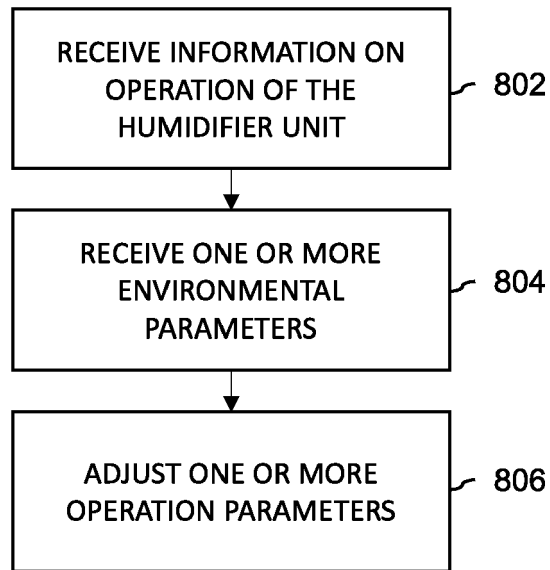 RECEIVE INFORMATION ON
OPERATION OF THE
HUMIDIFIER UNIT
802
RECEIVE ONE OR MORE
ENVIRONMENTAL
PARAMETERS
804
ADJUST ONE OR MORE
OPERATION PARAMETERS
806